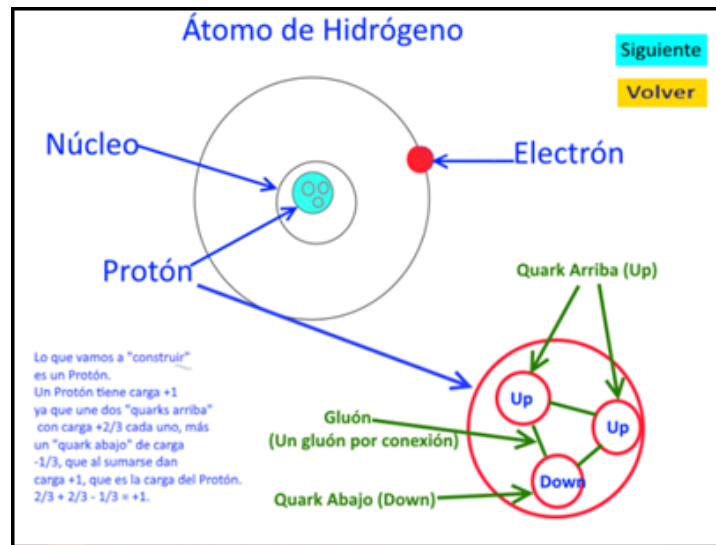 Átomo de Hidrógeno
Siguiente
Volver
Núcleo
Electrón
Protón
Quark Arriba (Up)
Lo que vamos a "construir"
es un Protón.
Un Protón tiene carga +1
ya que une dos "quarks arriba"
con carga +2/3 cada uno, más
un "quark abajo" de carga
-1/3, que al sumarse dan
carga +1, que es la carga del Protón.
2/3 + 2/3 - 1/3 = +1.
Up
Up
Gluón
(Un gluón por conexión)
Down
Quark Abajo (Down)